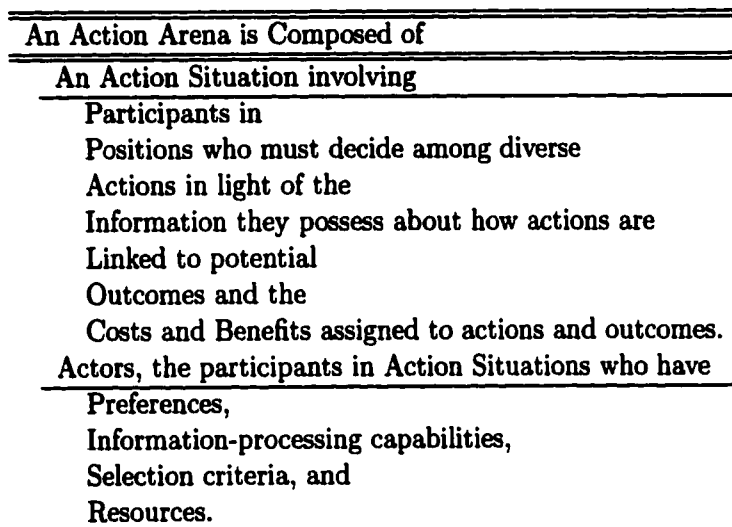 An Action Arena is Composed of
An Action Situation involving
Participants in
Positions who must decide among diverse
Actions in light of the
Information they possess about how actions are
Linked to potential
Outcomes and the
Costs and Benefits assigned to actions and outcomes.
Actors, the participants in Action Situations who have
Preferences,
Information-processing capabilities,
Selection criteria, and
Resources.